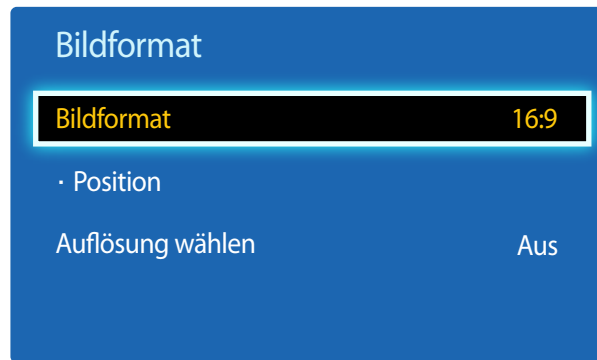 Bildformat
Bildformat 16:9
· Position
Auflösung wählen Aus